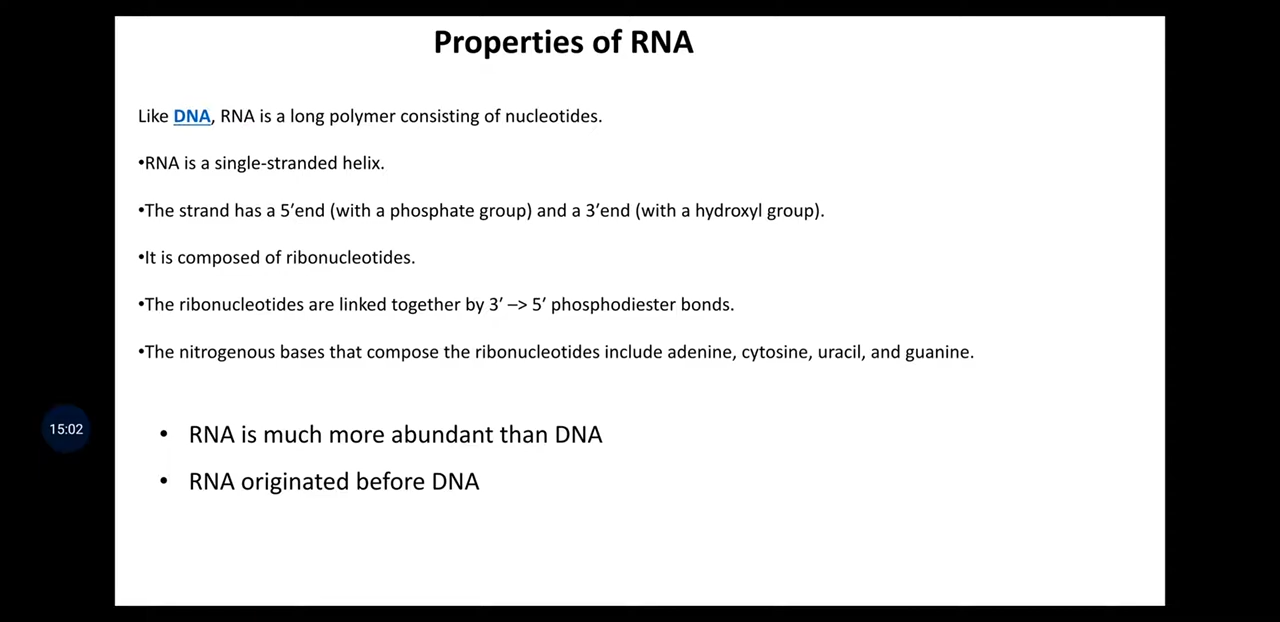 Properties of RNA
Like DNA, RNA is a long polymer consisting of nucleotides.
•RNA is a single-stranded helix.
•The strand has a 5′end (with a phosphate group) and a 3′end (with a hydroxyl group).
•It is composed of ribonucleotides.
•The ribonucleotides are linked together by 3′ –> 5′ phosphodiester bonds.
•The nitrogenous bases that compose the ribonucleotides include adenine, cytosine, uracil, and guanine.
15:02
• RNA is much more abundant than DNA
• RNA originated before DNA